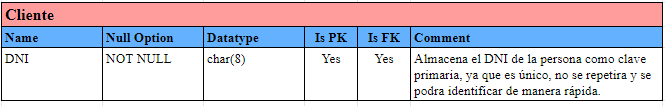 Cliente
Name Null Option Datatype Is PK Is FK Comment
DNI NOT NULL char(8) Yes Yes Almacena el DNI de la persona como clave
primaria, ya que es único, no se repetira y se
podra identificar de manera rápida.